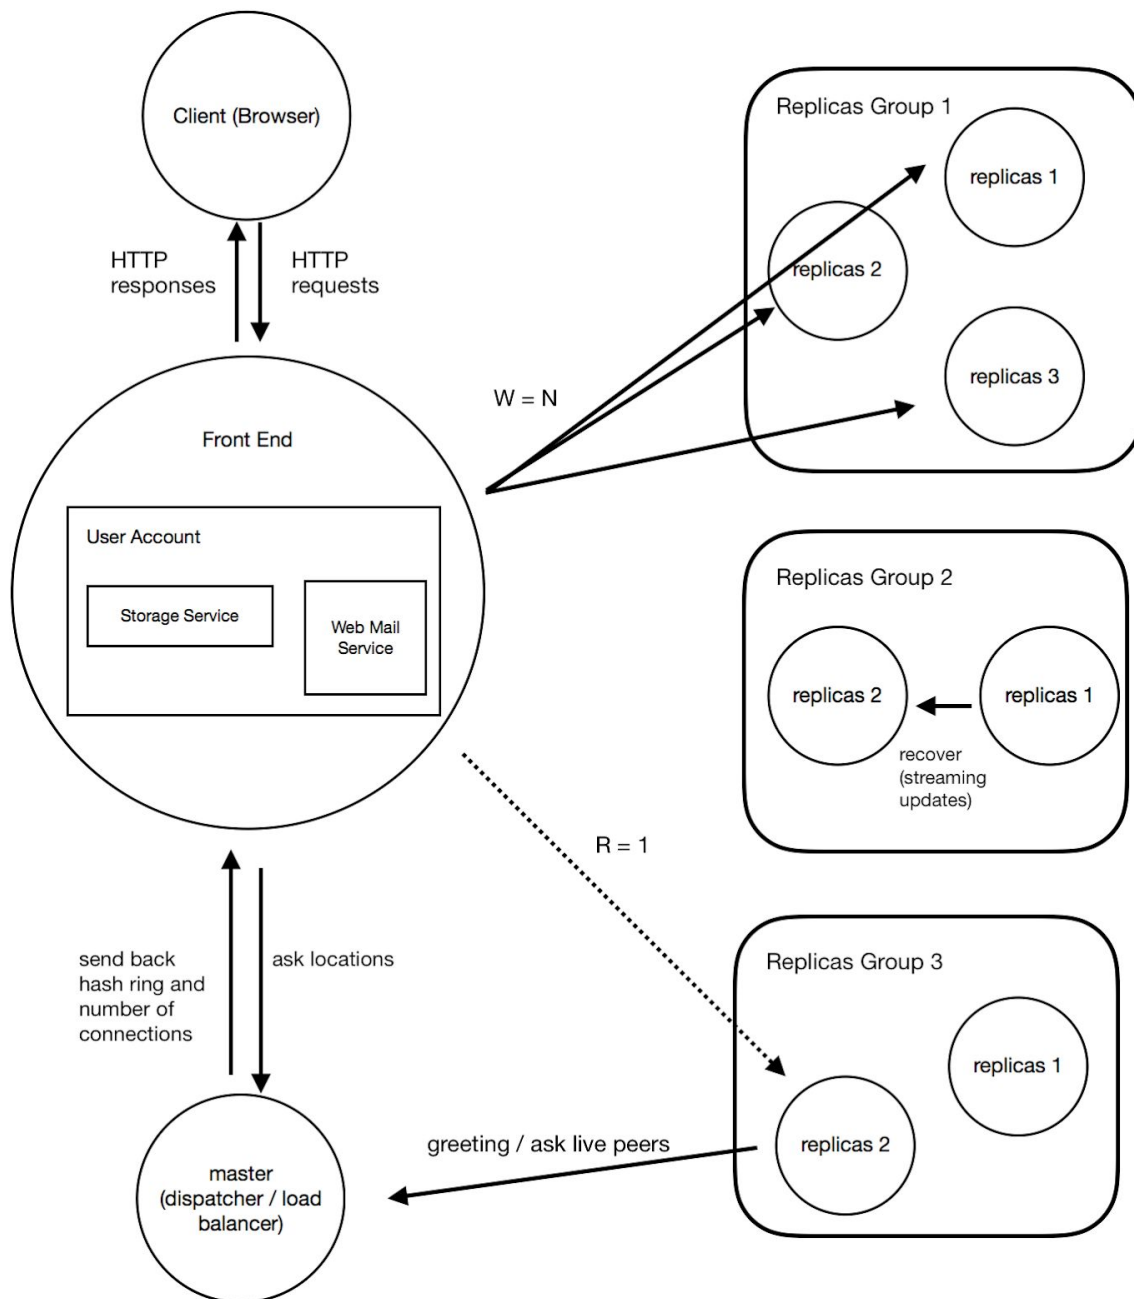 Client (Browser)
HTTP
responses
HTTP
requests
Front End
User Account
Storage Service
Web Mail
Service
W = N
Replicas Group 1
replicas 1
replicas 2
replicas 3
Replicas Group 2
replicas 2
replicas 1
recover
(streaming
updates)
R = 1
send back
hash ring and
number of
connections
ask locations
Replicas Group 3
replicas 1
replicas 2
greeting / ask live peers
master
(dispatcher / load
balancer)